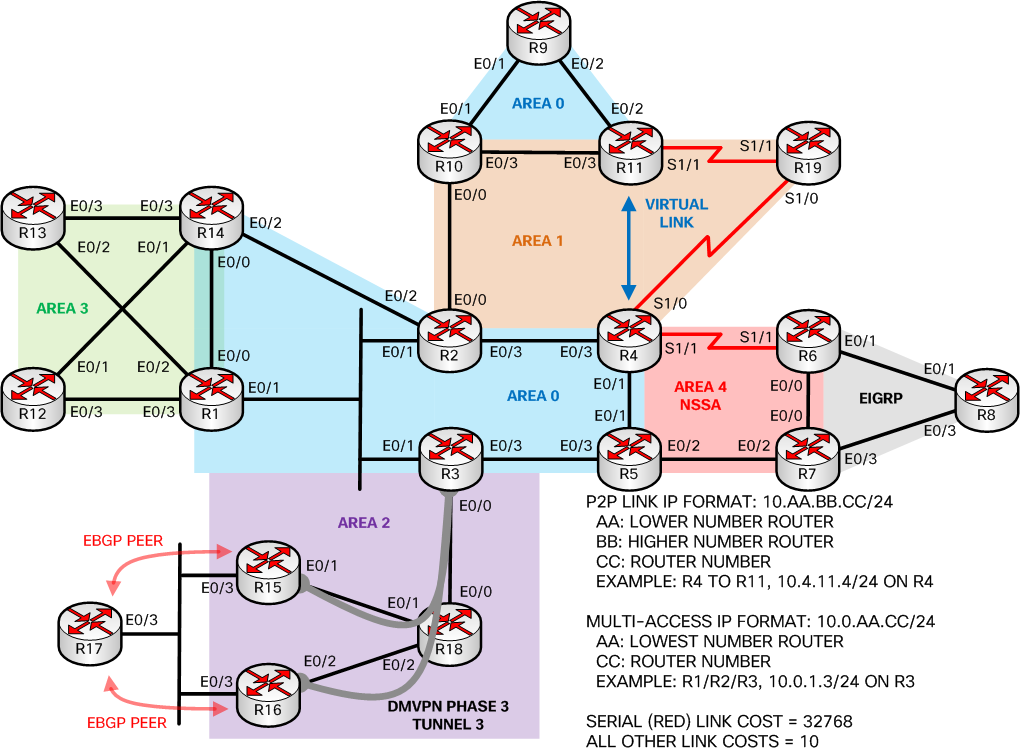 R9
E0/1
E0/2
AREA 0
E0/1
E0/2
R10
E0/3
E0/3
R11
S1/1
S1/1
R19
E0/0
S1/0
VIRTUAL
LINK
AREA 1
R13
E0/3
E0/3
R14
E0/2
E0/2
E0/1
E0/0
AREA 3
E0/2
E0/0
S1/0
E0/1
E0/2
E0/0
R12
E0/3
E0/3
R1
E0/1
E0/1
R2
E0/3
E0/3
R4
S1/1
S1/1
R6
E0/1
E0/1
AREA 0
E0/1
E0/1
AREA 4
NSSA
E0/0
E0/0
EIGRP
R8
E0/3
E0/1
R3
E0/3
E0/3
R5
E0/2
E0/2
R7
E0/3
E0/0
AREA 2
EBGP PEER
R15
E0/1
E0/3
E0/1
E0/0
R17
E0/3
R18
E0/2
E0/2
E0/3
R16
EBGP PEER
DMVPN PHASE 3
TUNNEL 3
P2P LINK IP FORMAT: 10.AA.BB.CC/24
AA: LOWER NUMBER ROUTER
BB: HIGHER NUMBER ROUTER
CC: ROUTER NUMBER
EXAMPLE: R4 TO R11, 10.4.11.4/24 ON R4
MULTI-ACCESS IP FORMAT: 10.0.AA.CC/24
AA: LOWEST NUMBER ROUTER
CC: ROUTER NUMBER
EXAMPLE: R1/R2/R3, 10.0.1.3/24 ON R3
SERIAL (RED) LINK COST = 32768
ALL OTHER LINK COSTS = 10